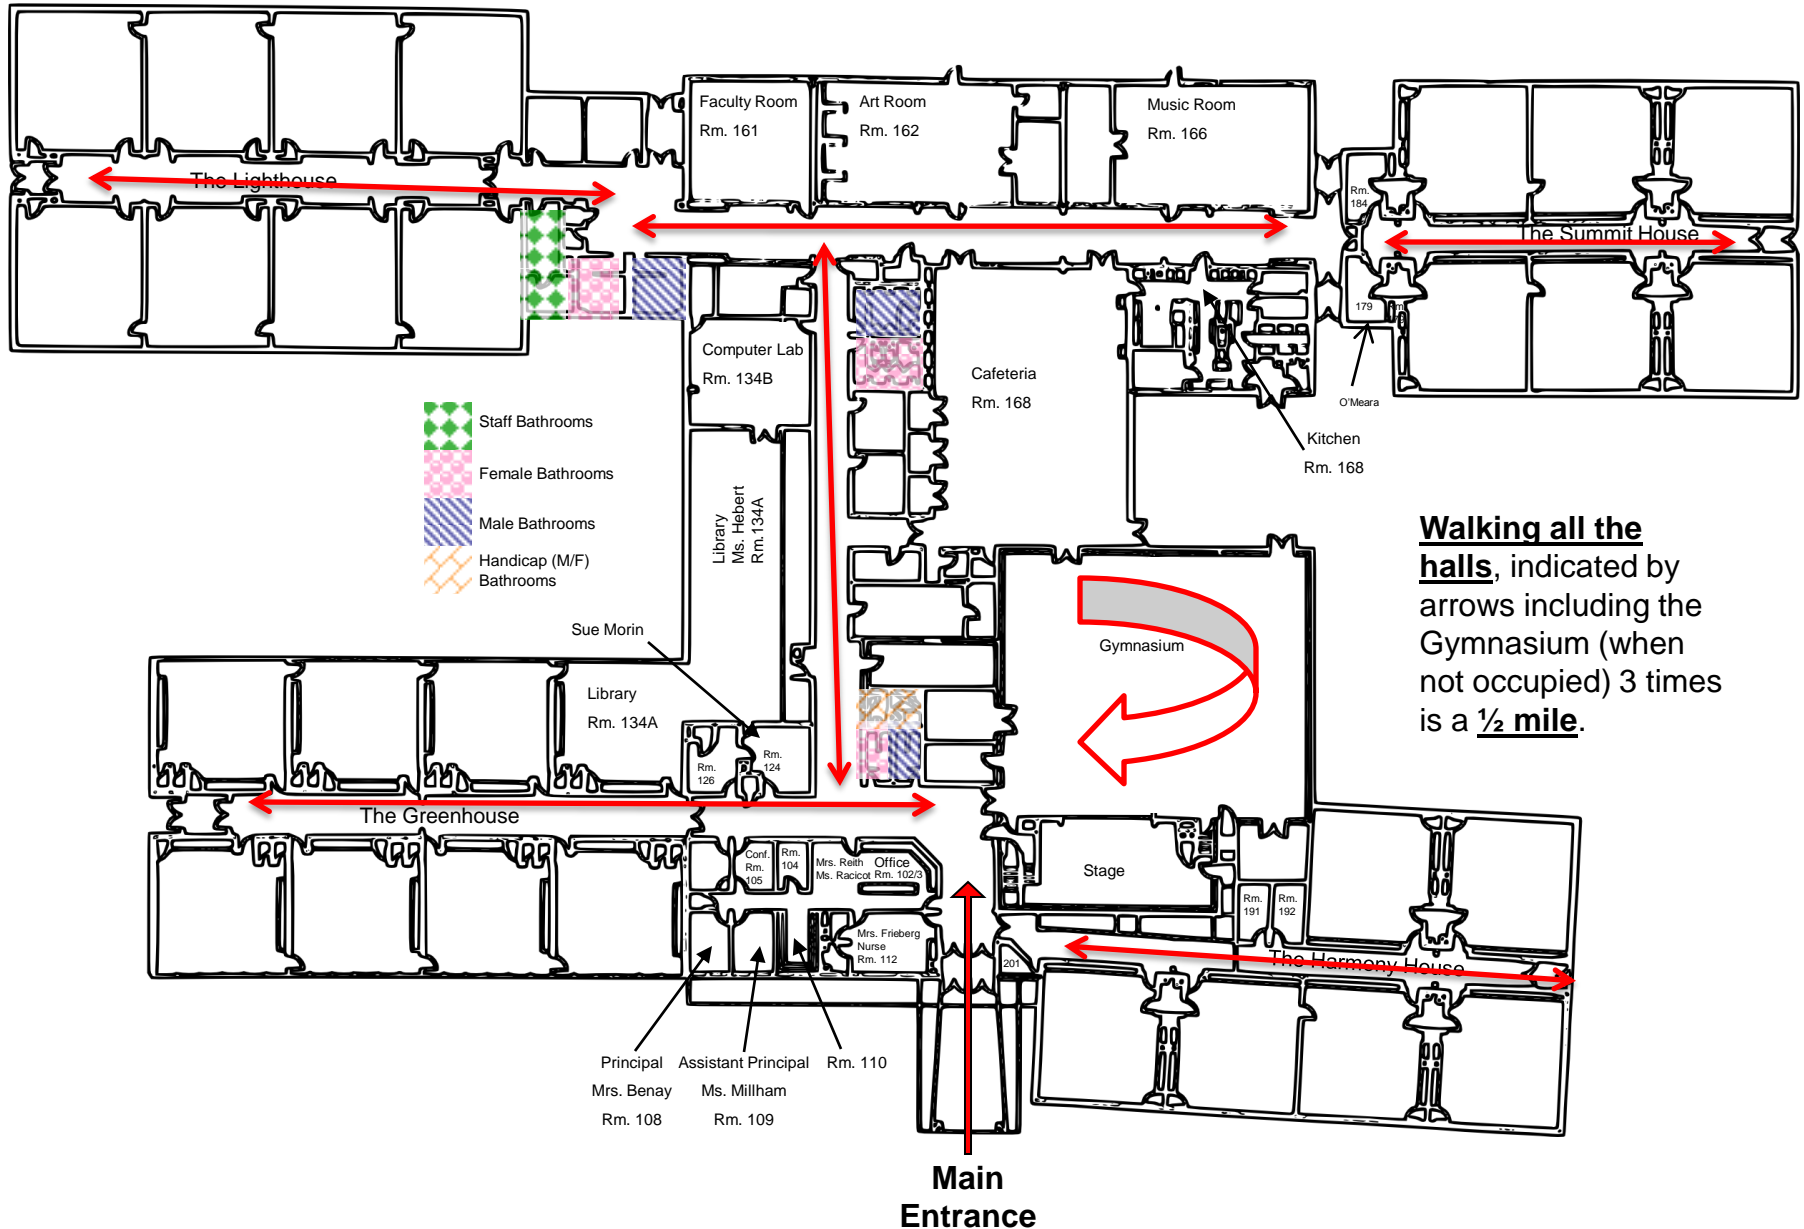 Faculty Room
Rm. 161
Art Room
Rm. 162
Music Room
Rm. 166
The Lighthouse
Rm.
184
The Summit House
179
Rm.
O'Meara
Computer Lab
Rm. 134B
Cafeteria
Rm. 168
Kitchen
Rm. 168
Staff Bathrooms
Female Bathrooms
Male Bathrooms
Handicap (M/F)
Bathrooms
Library
Ms. Hebert
Rm.134A
Walking all the
halls, indicated by
arrows including the
Gymnasium (when
not occupied) 3 times
is a ½ mile.
Sue Morin
Gymnasium
Library
Rm. 134A
Rm.
126
Rm.
124
The Greenhouse
Conf.
Rm.
105
Rm.
104
Mrs. Reith
Ms. Racicot
Office
Rm. 102/3
Stage
Rm.
191
Rm.
192
Mrs. Frieberg
Nurse
Rm. 112
201
The Harmony House
Principal
Mrs. Benay
Rm. 108
Assistant Principal
Ms. Millham
Rm. 109
Rm. 110
Main
Entrance